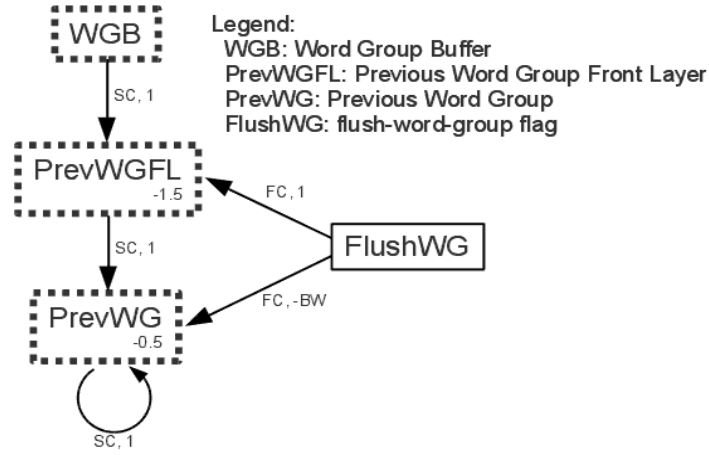 WGB
Legend:
WGB: Word Group Buffer
PrevWGFL: Previous Word Group Front Layer
PrevWG: Previous Word Group
FlushWG: flush-word-group flag
SC, 1
PrevWGFL
-1.5
FC, 1
SC, 1
FlushWG
FC, -BW
PrevWG
-0.5
SC, 1